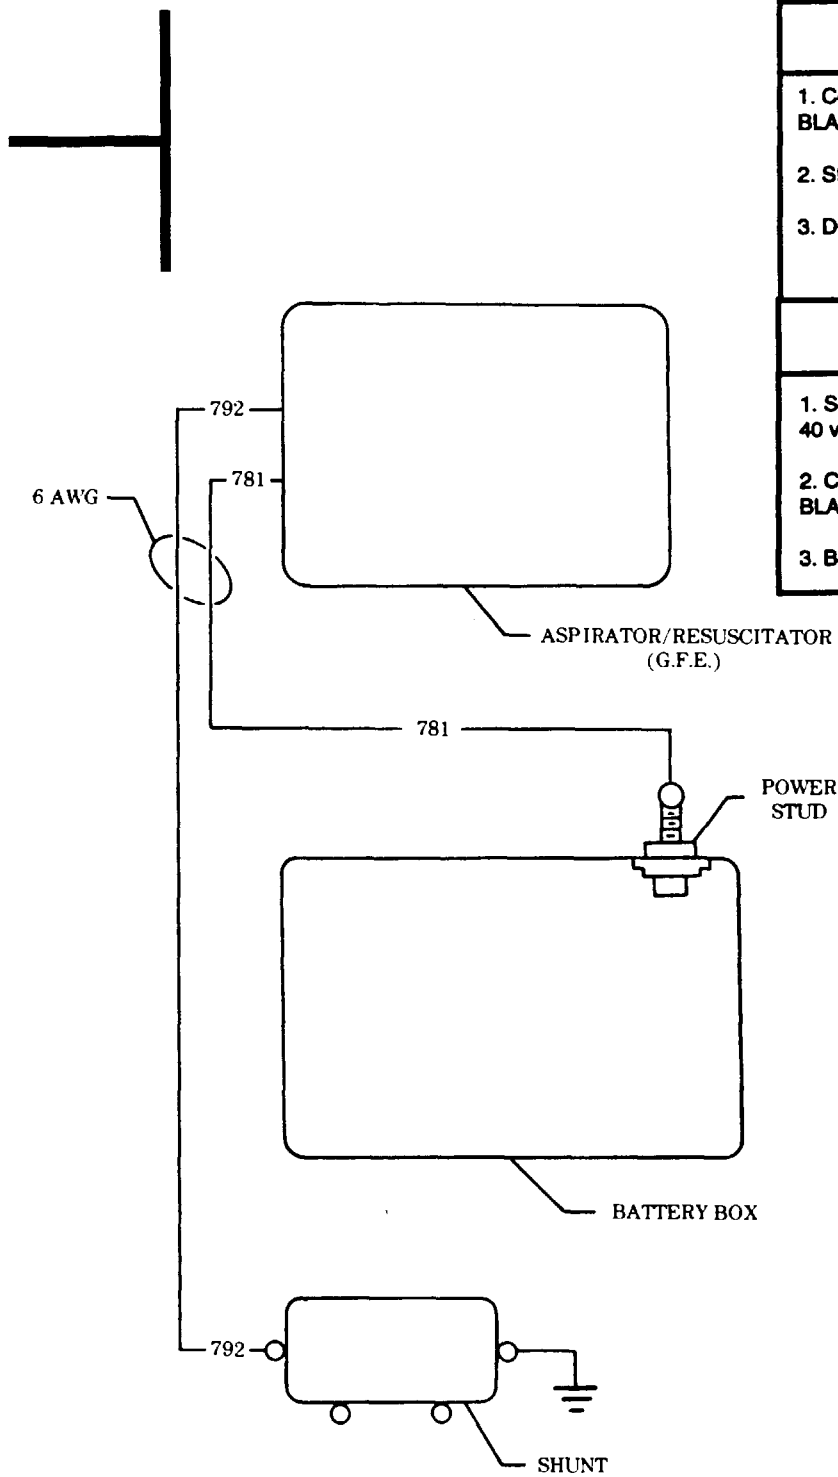 1. C
BLA
2. S
3. D
1. S
40 v
2. C
BLA
3. B
792
781
6 AWG
ASPIRATOR/RESUSCITATOR
(G.F.E.)
781
POWER
STUD
BATTERY BOX
792
SHUNT